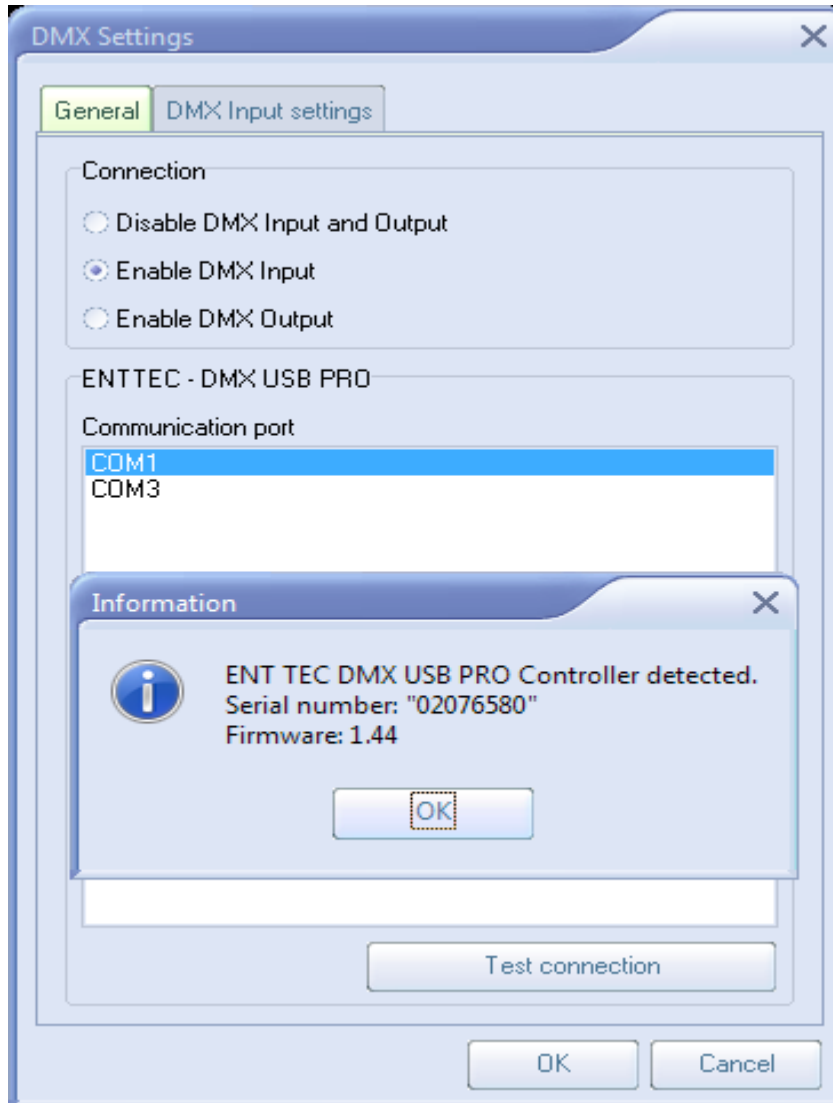 DMX Settings
General
DMX Input settings
Connection
Disable DMX Input and Output
Enable DMX Input
Enable DMX Output
ENTTEC - DMX USB PRO
Communication port
COM1
COM3
Information
ENT TEC DMX USB PRO Controller detected.
Serial number: "02076580"
Firmware: 1.44
OK
Test connection
OK
Cancel